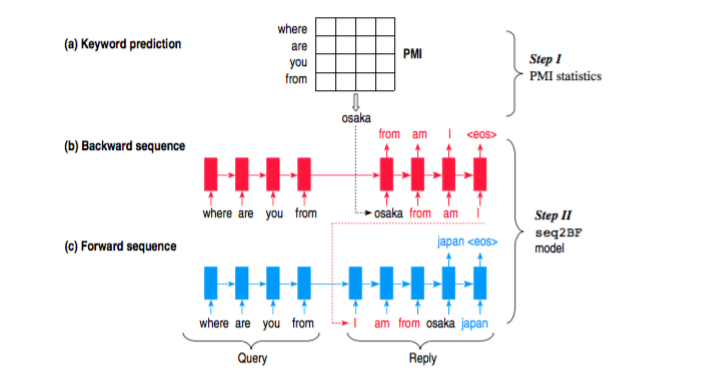 (a) Keyword prediction
where
are
you
from
PMI
osaka
Step I
PMI statistics
(b) Backward sequence
from am I <eos>
where are you from
osaka from am I
(c) Forward sequence
japan <eos>
where are you from
I am from osaka japan
Query
Reply
Step II
seq2BF
model